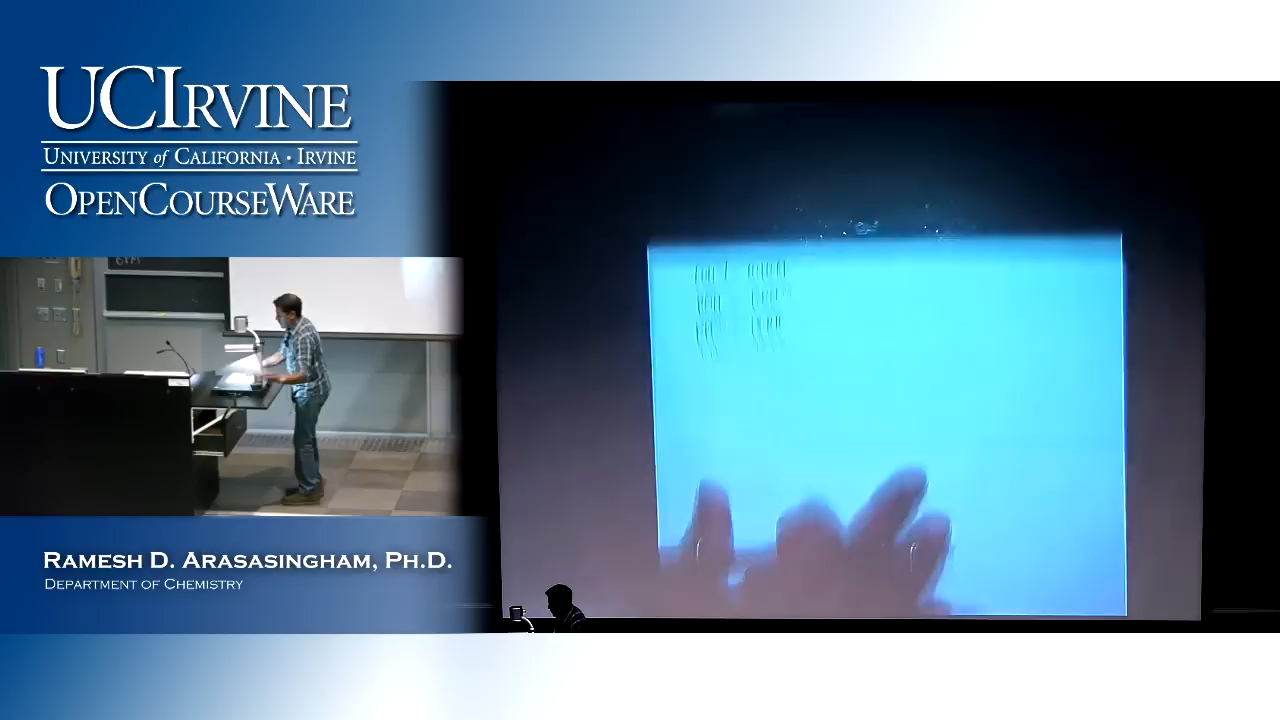 UCIRVINE
UNIVERSITY of CALIFORNIA · IRVINE
OPENCOURSEWARE
RAMESH D. ARASASINGHAM, PH.D.
DEPARTMENT OF CHEMISTRY